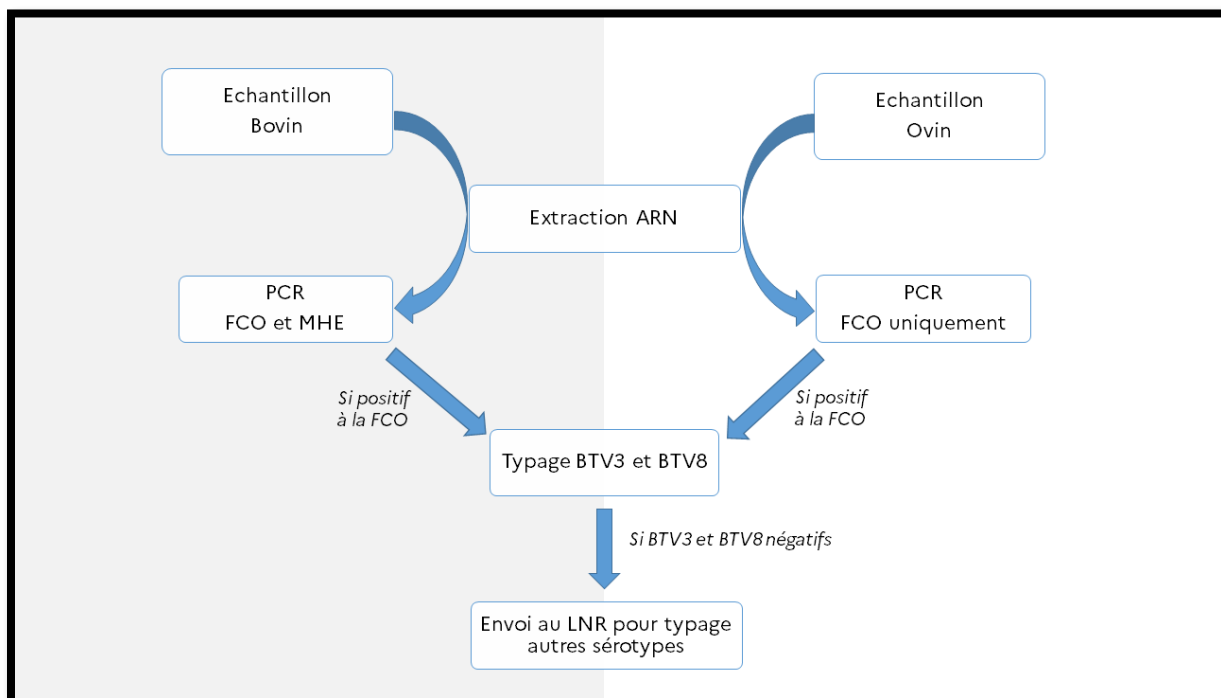 Echantillon
Bovin
Echantillon
Ovin
Extraction ARN
PCR
FCO et MHE
PCR
FCO uniquement
Si positif
à la FCO
Si positif
à la FCO
Typage BTV3 et BTV8
Si BTV3 et BTV8 négatifs
Envoi au LNR pour typage
autres sérotypes